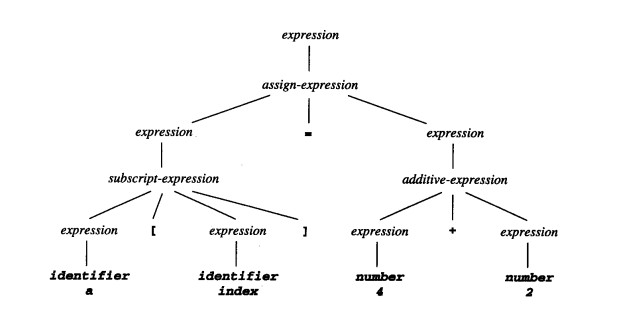 expression
assign-expression
expression = expression
subscript-expression additive-expression
expression [ expression ] expression + expression
identifier identifier number number
a index 4 2